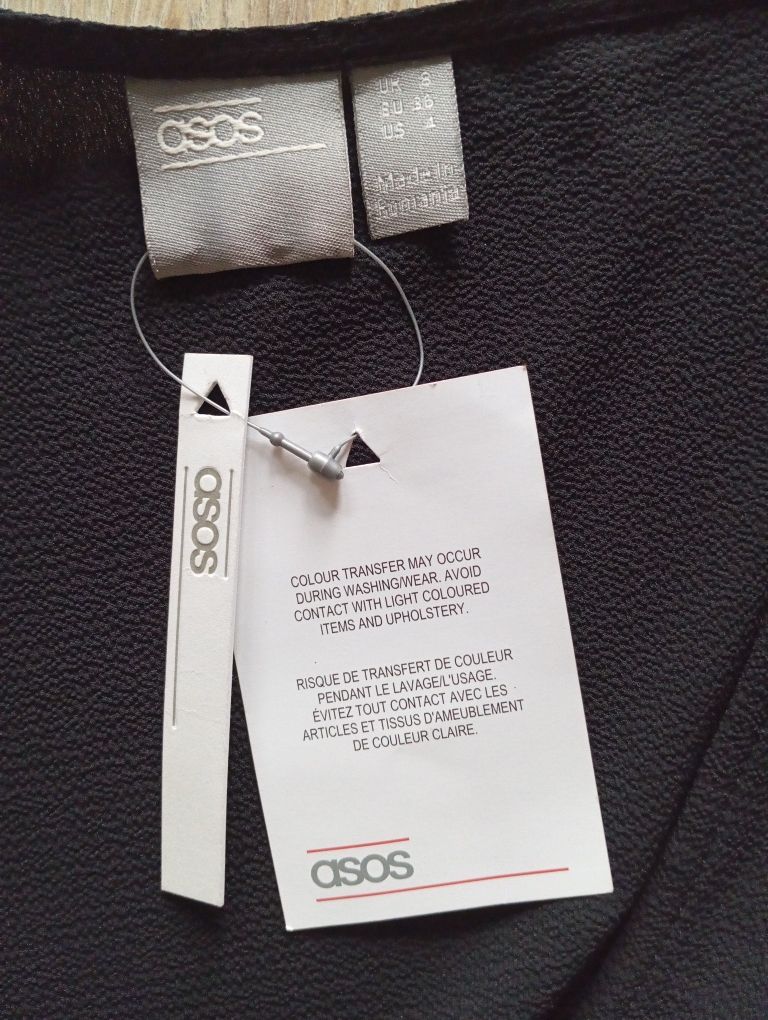 asos
UK 8
EU 36
US 4
Made in
Romania
asos
COLOUR TRANSFER MAY OCCUR
DURING WASHING/WEAR. AVOID
CONTACT WITH LIGHT COLOURED
ITEMS AND UPHOLSTERY.
RISQUE DE TRANSFERT DE COULEUR
PENDANT LE LAVAGE/L'USAGE.
ÉVITEZ TOUT CONTACT AVEC LES
ARTICLES ET TISSUS D'AMEUBLEMENT
DE COULEUR CLAIRE.
asos